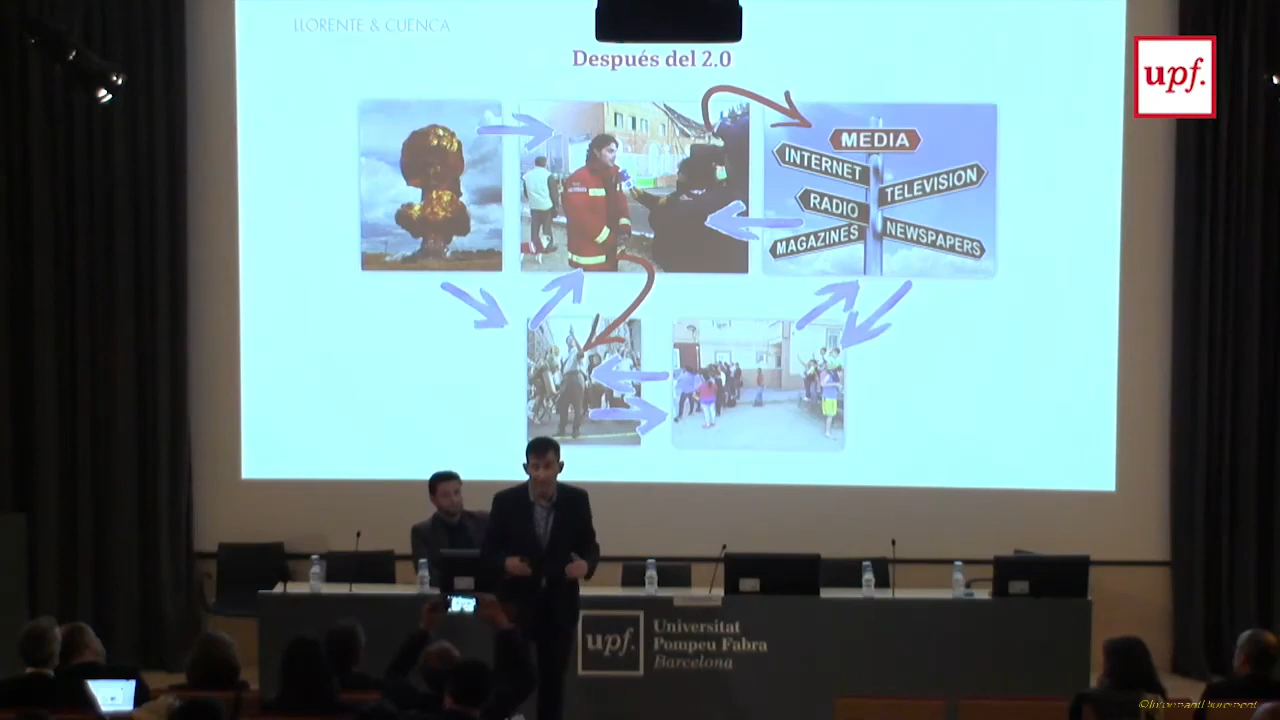 LLORENTE & CUENCA
Después del 2.0
upf.
MEDIA
INTERNET
TELEVISION
RADIO
MAGAZINES
NEWSPAPERS
upf.
Universitat
Pompeu Fabra
Barcelona